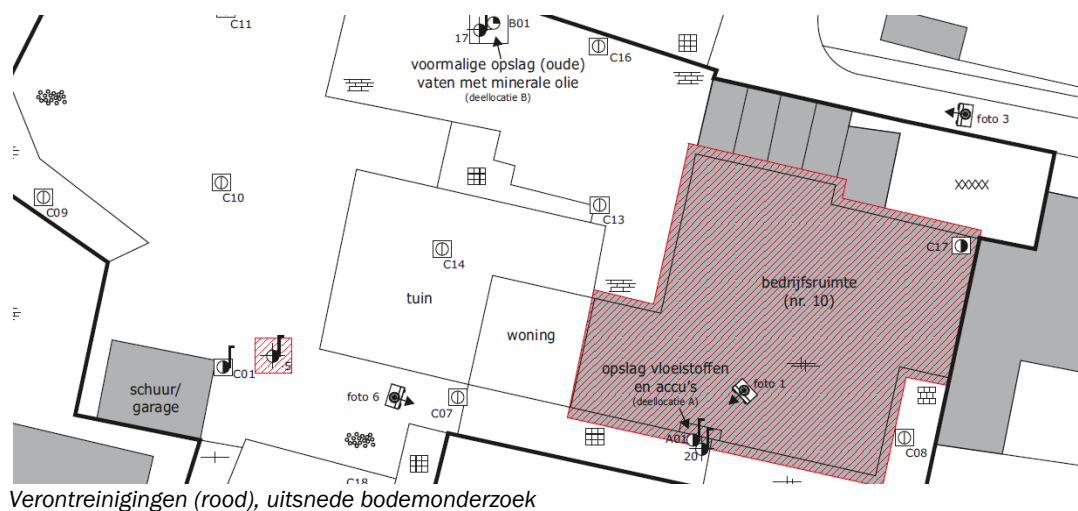 C11
17
B01
voormalige opslag (oude)
vaten met minerale olie
(deellocatie B)
C16
foto 3
C09
C10
C13
C14
C17
bedrijfsruimte
(nr. 10)
tuin
woning
opslag vloeistoffen
en accu's
(deellocatie A)
foto 1
C01
5
schuur/
garage
foto 6
C07
A01
20
C08
C18
Verontreinigingen (rood), uitsnede bodemonderzoek